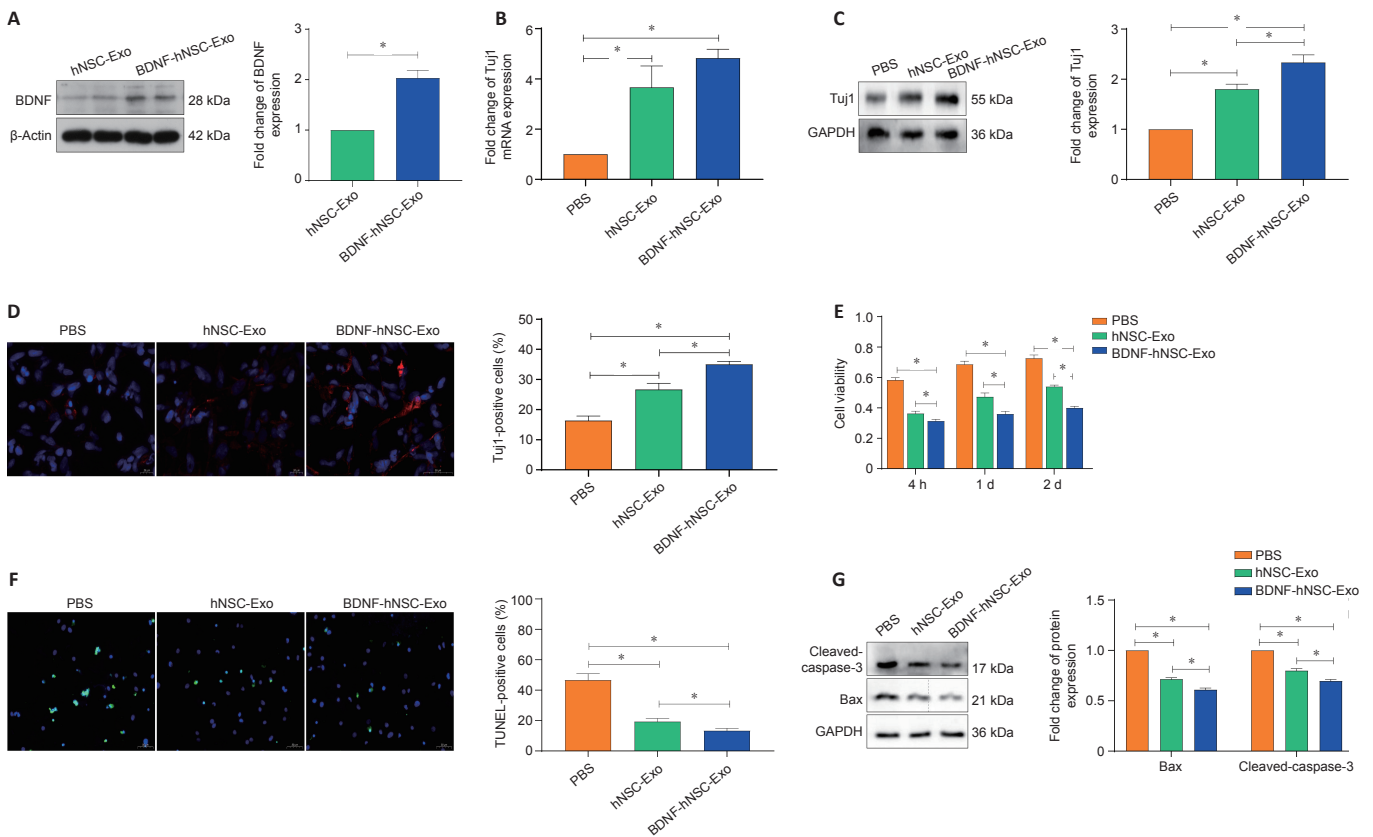 A
hNSC-Exo
BDNF-hNSC-Exo
BDNF
28 kDa
β-Actin
42 kDa
Fold change of BDNF
expression
3
2
1
0
*
hNSC-Exo
BDNF-hNSC-Exo
B
Fold change of Tuj1
mRNA expression
6
4
2
0
*
*
PBS
hNSC-Exo
BDNF-hNSC-Exo
C
PBS
hNSC-Exo
BDNF-hNSC-Exo
Tuj1
55 kDa
GAPDH
36 kDa
Fold change of Tuj1
expression
3
2
1
0
*
*
*
PBS
hNSC-Exo
BDNF-hNSC-Exo
D
PBS
hNSC-Exo
BDNF-hNSC-Exo
Tuj1-positive cells (%)
50
40
30
20
10
0
*
*
*
PBS
hNSC-Exo
BDNF-hNSC-Exo
E
Cell viability
1.0
0.8
0.6
0.4
0.2
0
*
*
*
*
*
*
4 h
1 d
2 d
PBS
hNSC-Exo
BDNF-hNSC-Exo
F
PBS
hNSC-Exo
BDNF-hNSC-Exo
TUNEL-positive cells (%)
100
80
60
40
20
0
*
*
*
PBS
hNSC-Exo
BDNF-hNSC-Exo
G
PBS
hNSC-Exo
BDNF-hNSC-Exo
Cleaved-
caspase-3
17 kDa
Bax
21 kDa
GAPDH
36 kDa
PBS
hNSC-Exo
BDNF-hNSC-Exo
Fold change of protein
expression
1.5
1.0
0.5
0
*
*
*
*
*
*
Bax
Cleaved-caspase-3